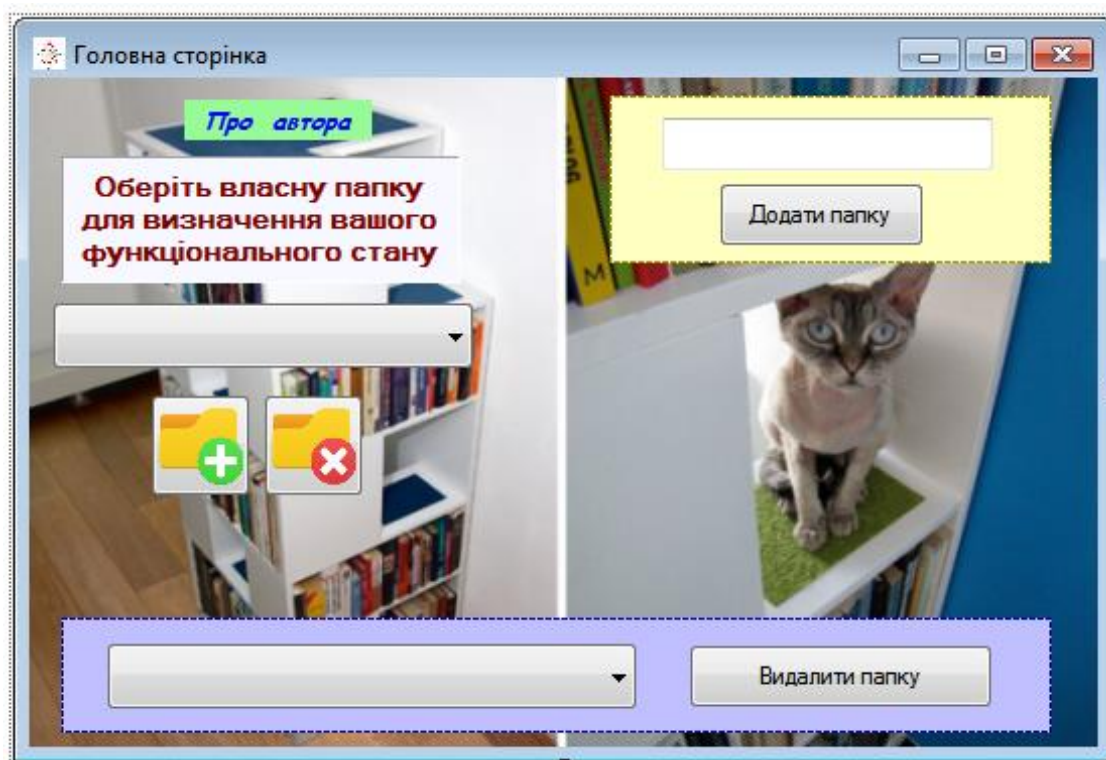 Головна сторінка
Про автора
Оберіть власну папку
для визначення вашого
функціонального стану
Додати папку
Видалити папку